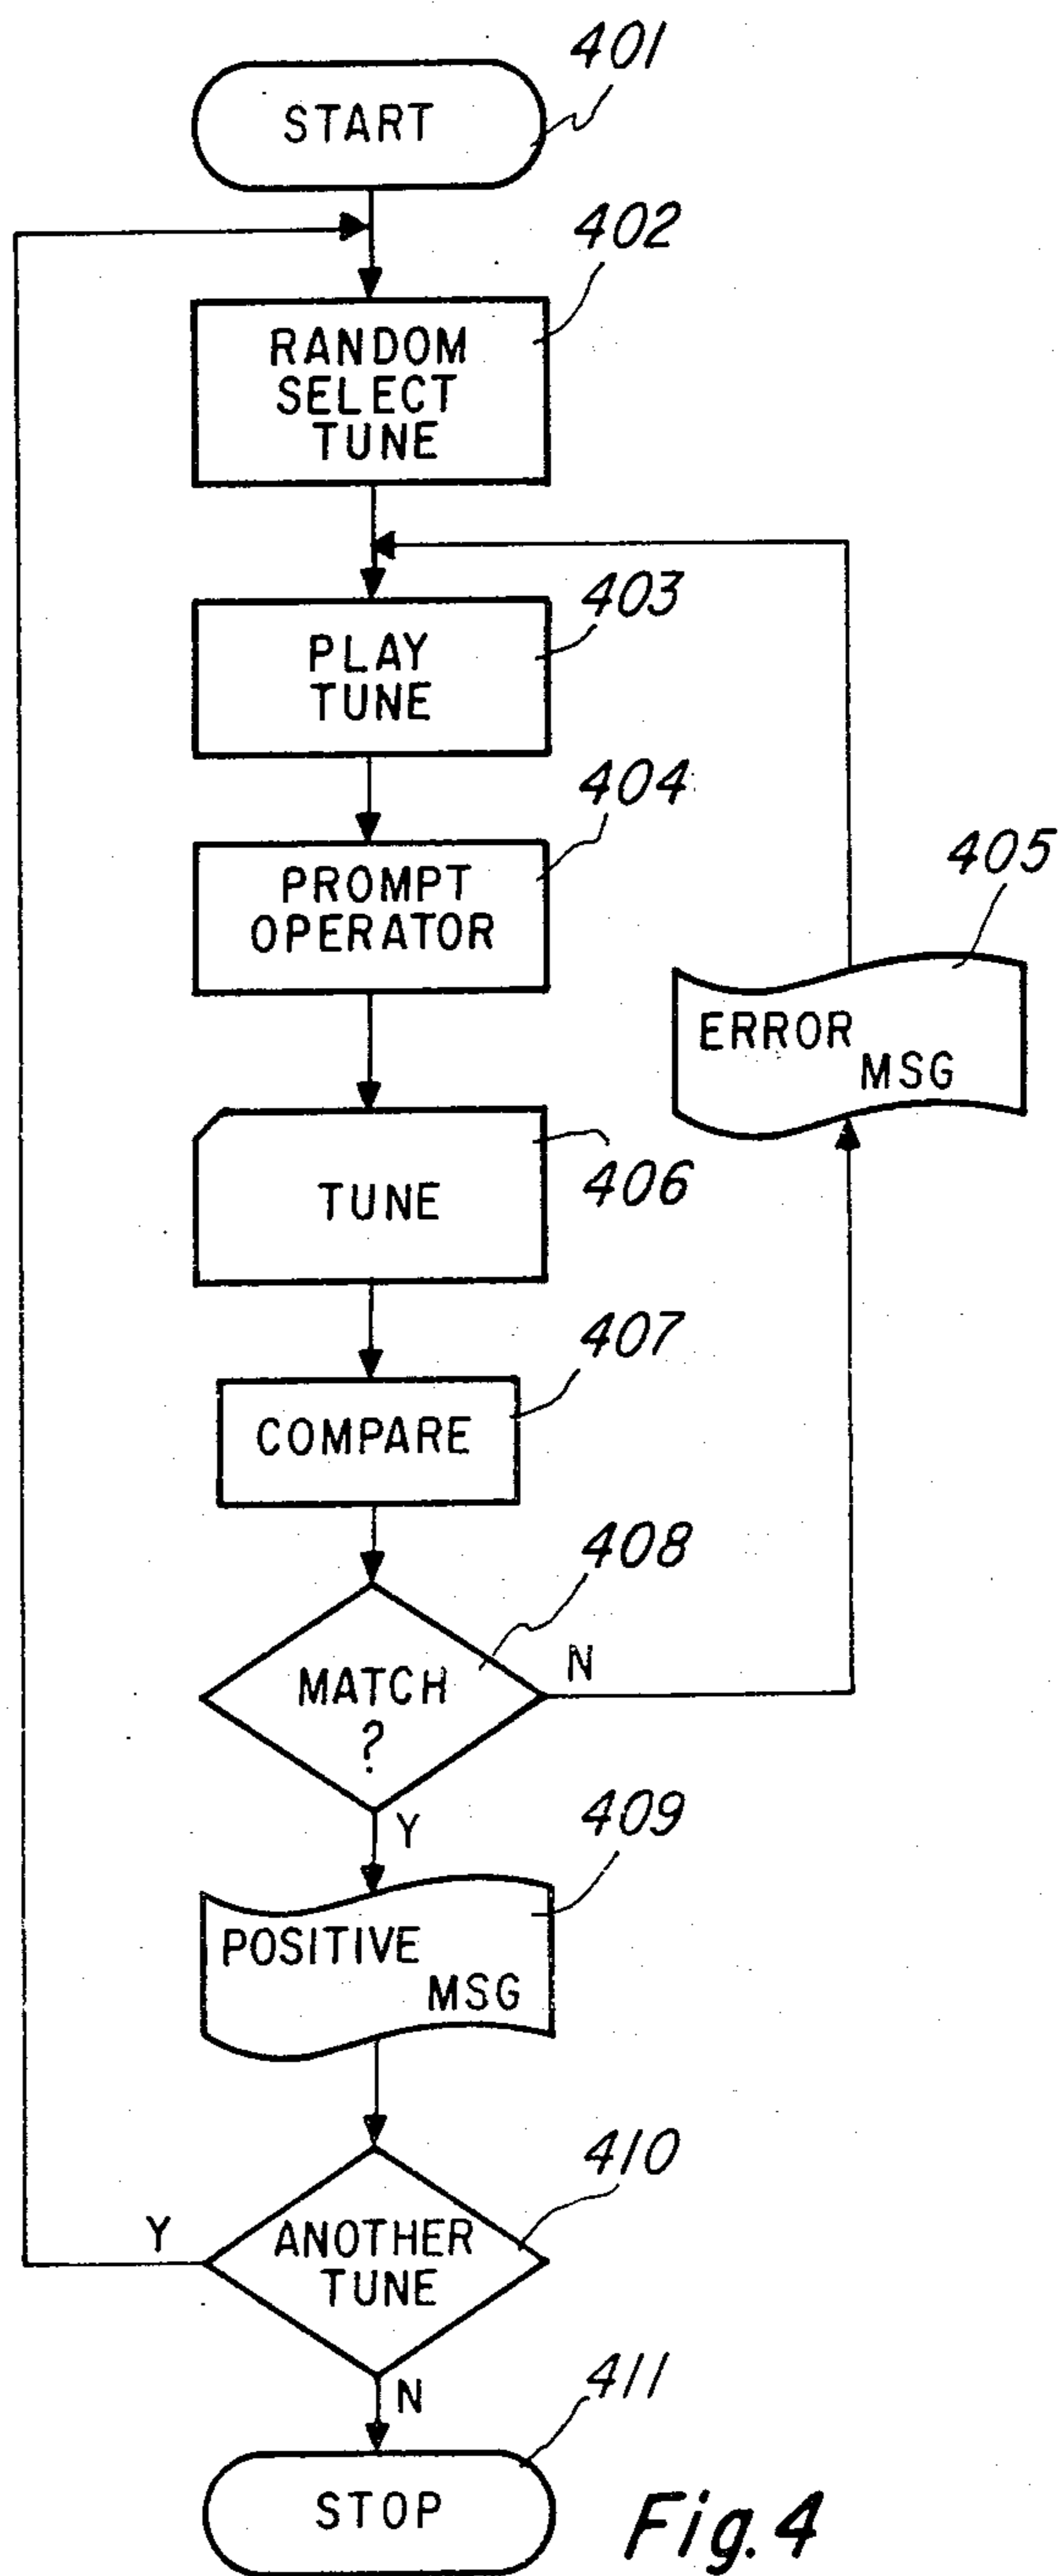 401
START
402
RANDOM
SELECT
TUNE
403
PLAY
TUNE
404
PROMPT
OPERATOR
405
ERROR
MSG
406
TUNE
407
COMPARE
408
MATCH
?
N
Y
409
POSITIVE
MSG
410
ANOTHER
TUNE
Y
N
411
STOP
Fig. 4